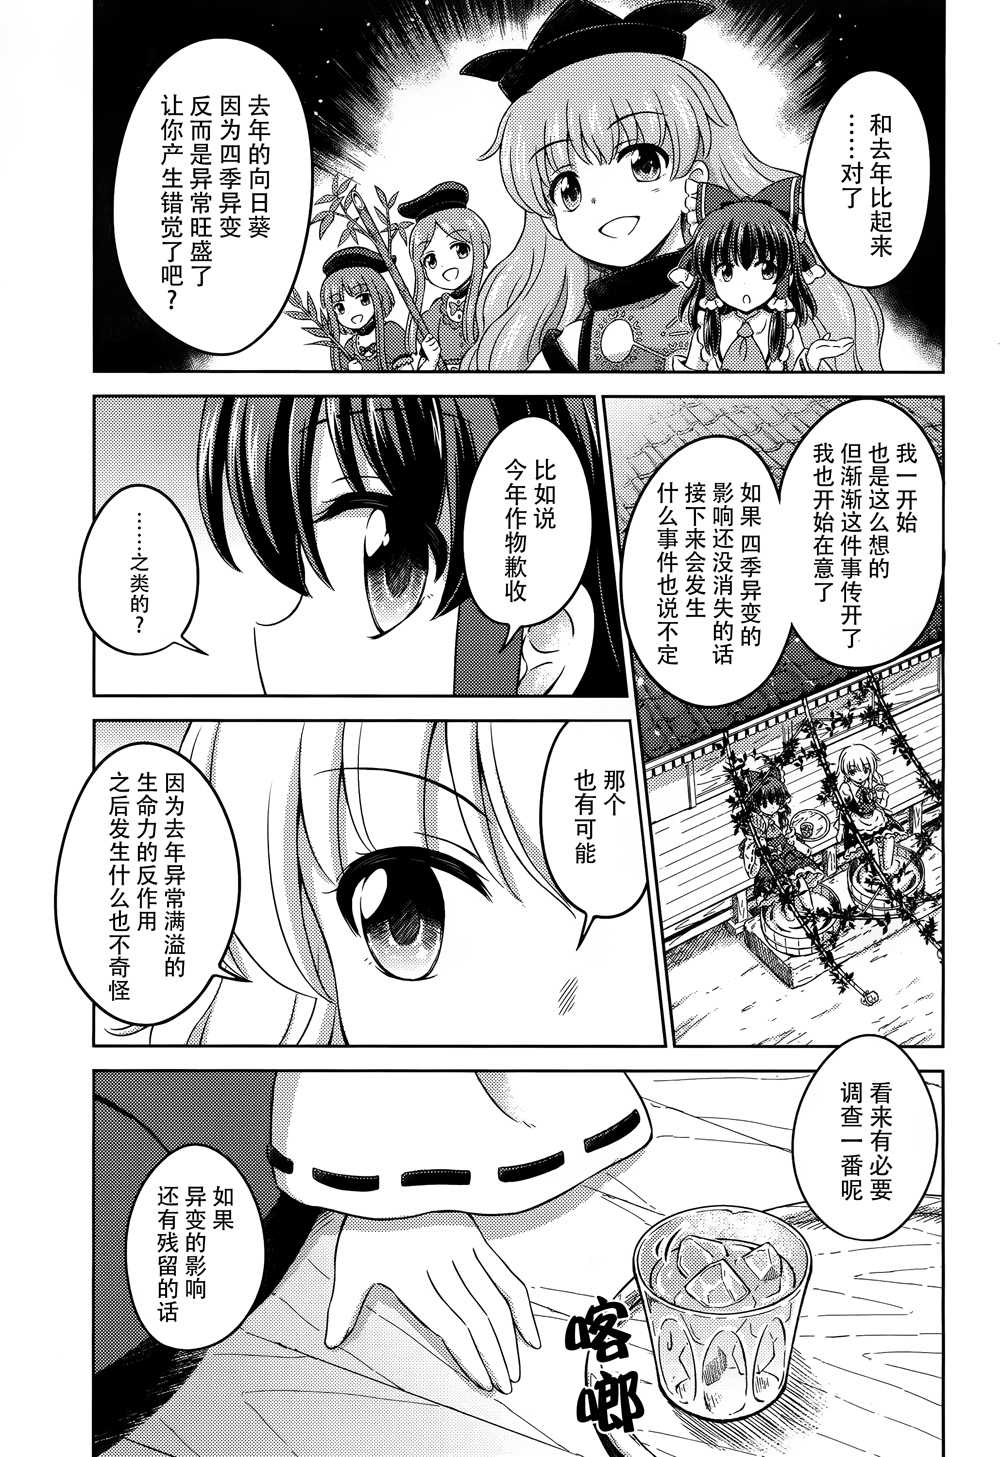 和去年比起来
……对了
去年的向日葵
因为四季异变
反而是异常旺盛了
让你产生错觉了吧？
我一开始
也是这么想的
但渐渐这件事传开了
我也开始在意了
如果四季异变的
影响还没消失的话
接下来会发生
什么事件也说不定
比如说
今年作物歉收
……之类的？
那个
也有可能
因为去年异常满溢的
生命力的反作用
之后发生什么也不奇怪
看来有必要
调查一番呢
如果
异变的影响
还有残留的话
喀啷